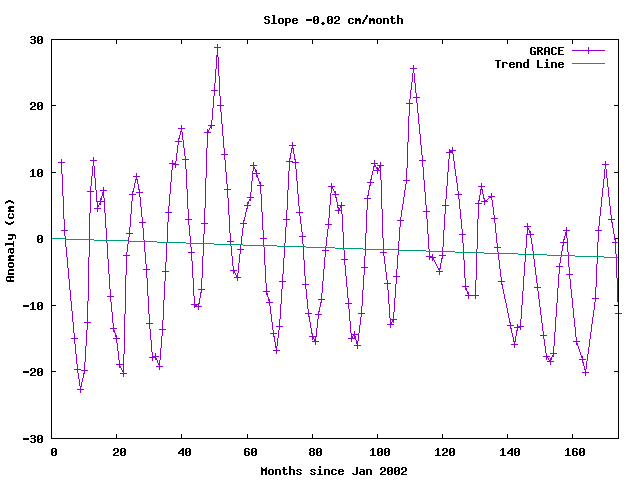 Slope -0.02 cm/month
GRACE
Trend Line
30
20
10
0
-10
-20
-30
Anomaly (cm)
0 20 40 60 80 100 120 140 160
Months since Jan 2002